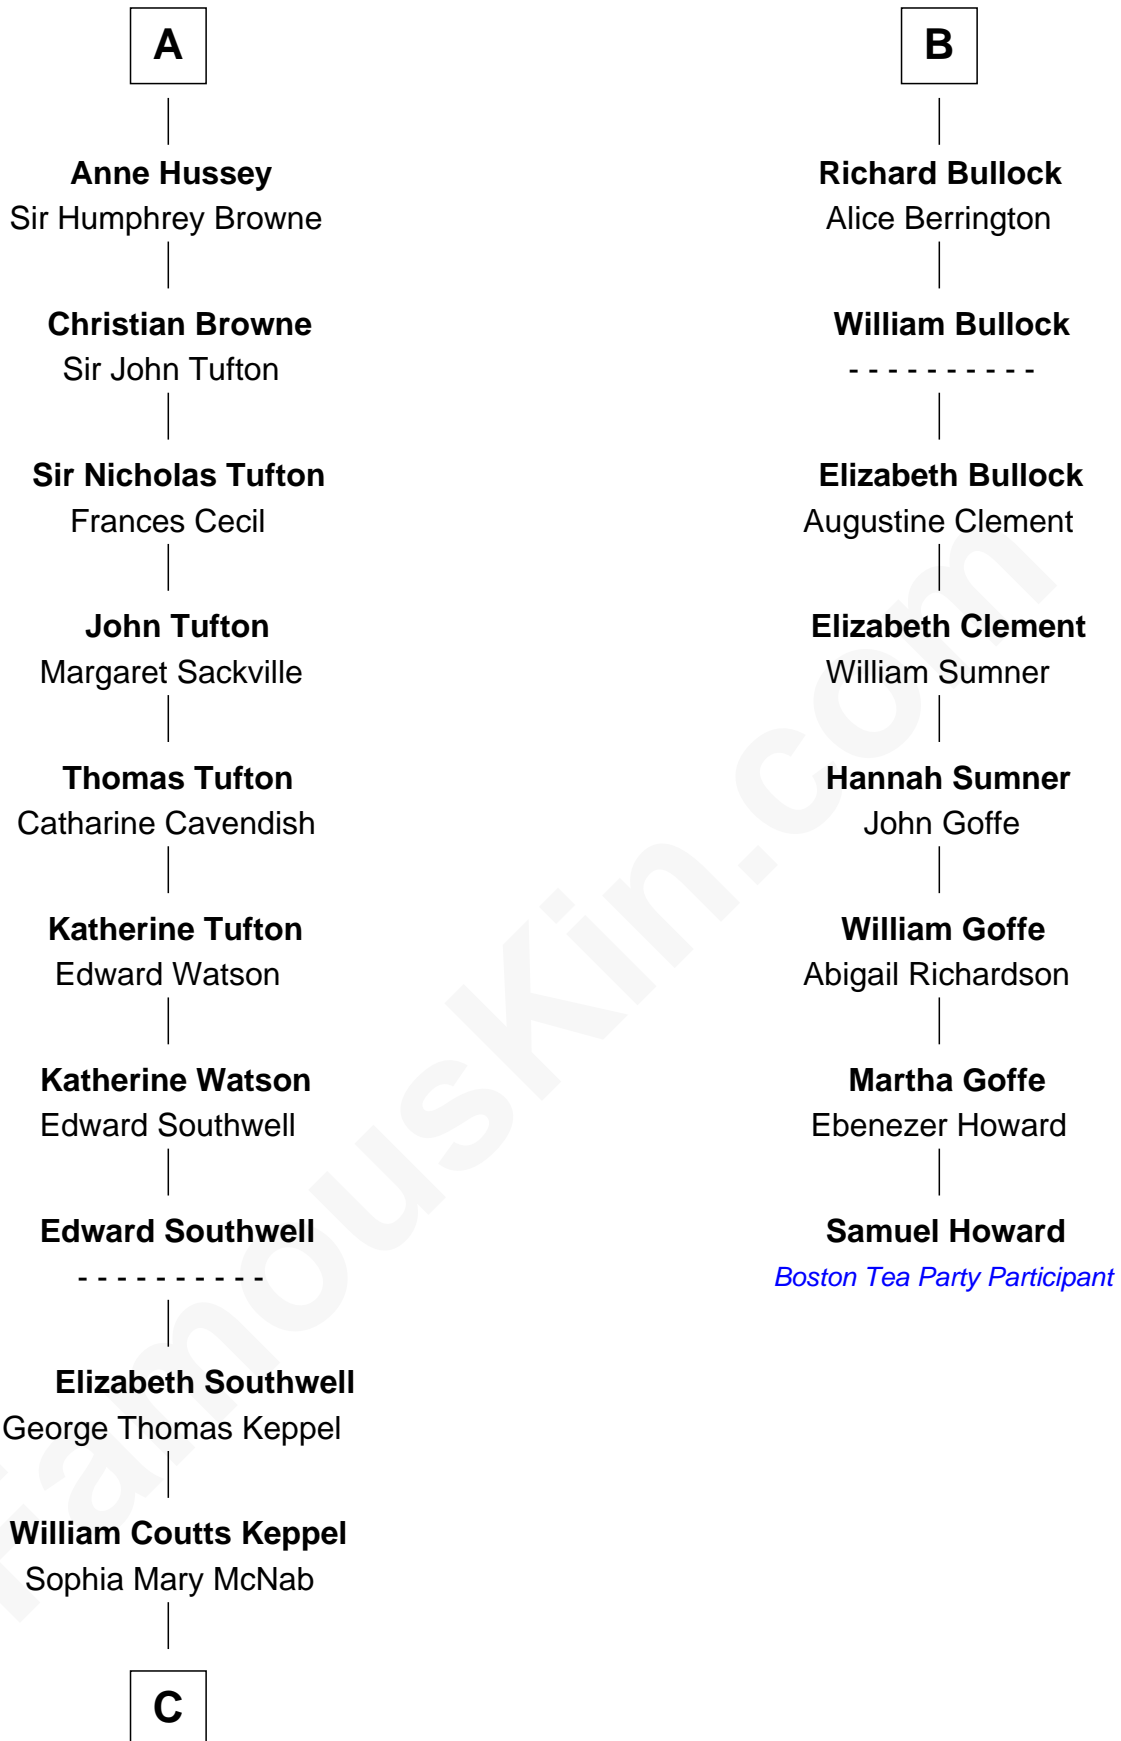 A
Anne Hussey
Sir Humphrey Browne
Christian Browne
Sir John Tufton
Sir Nicholas Tufton
Frances Cecil
John Tufton
Margaret Sackville
Thomas Tufton
Catharine Cavendish
Katherine Tufton
Edward Watson
Katherine Watson
Edward Southwell
Edward Southwell
- - - - - - - - - -
Elizabeth Southwell
George Thomas Keppel
William Coutts Keppel
Sophia Mary McNab
C
B
Richard Bullock
Alice Berrington
William Bullock
- - - - - - - - - -
Elizabeth Bullock
Augustine Clement
Elizabeth Clement
William Sumner
Hannah Sumner
John Goffe
William Goffe
Abigail Richardson
Martha Goffe
Ebenezer Howard
Samuel Howard
Boston Tea Party Participant
FamousKin.com